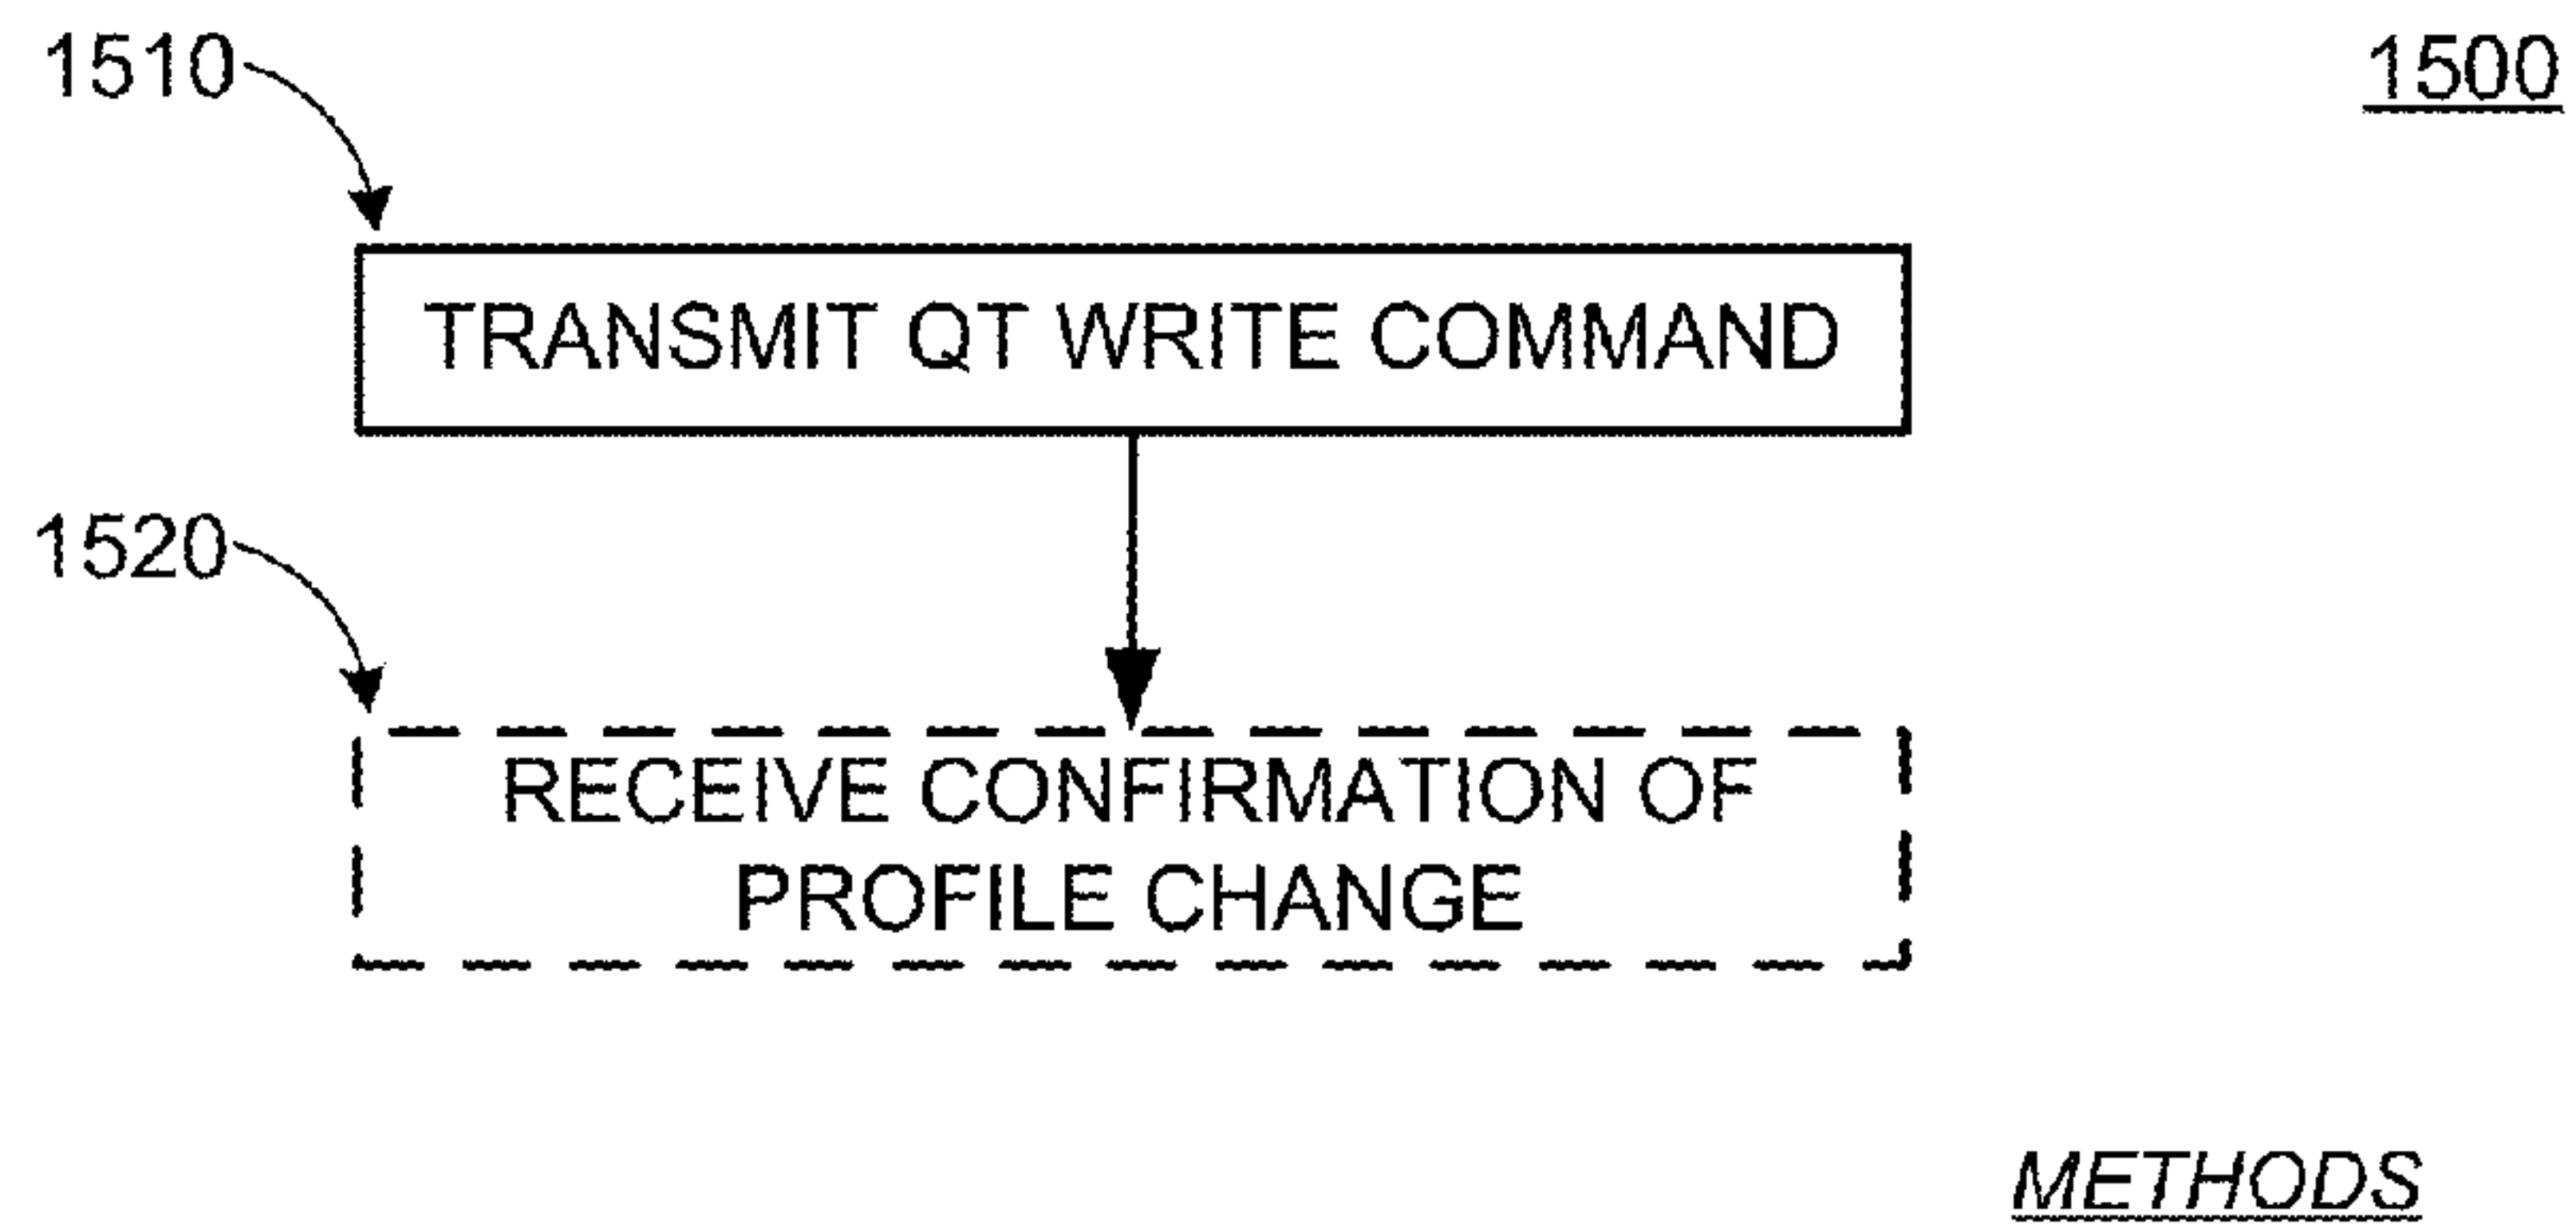 1510
1500
TRANSMIT QT WRITE COMMAND
1520
RECEIVE CONFIRMATION OF
PROFILE CHANGE
METHODS